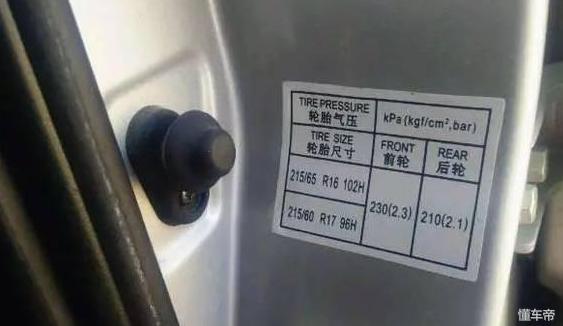 TIRE PRESSURE
轮胎气压
kPa (kgf/cm²,bar)
TIRE SIZE
轮胎尺寸
FRONT
前轮
REAR
后轮
215/65 R16 102H
215/60 R17 96H
230(2.3)
210(2.1)
懂车帝